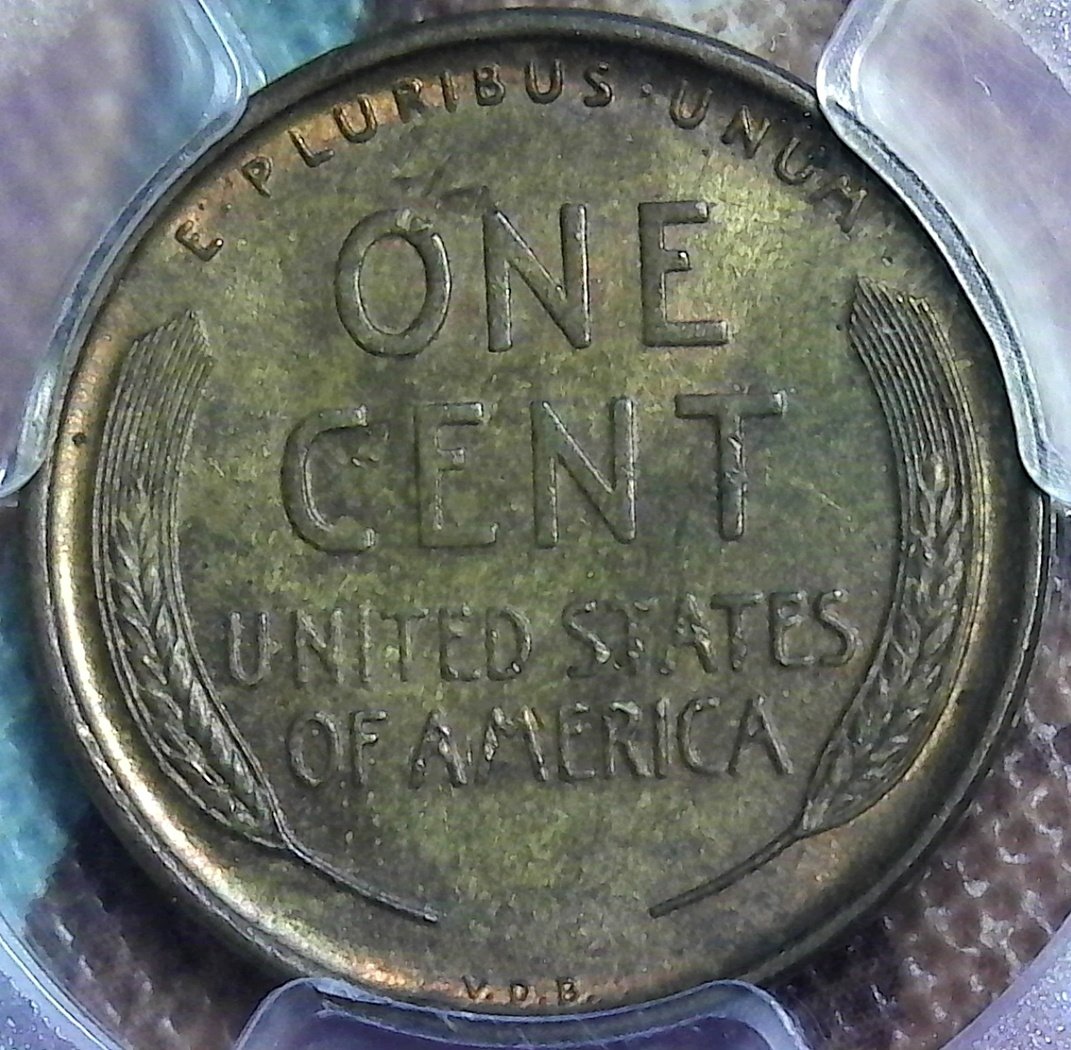 E · PLURIBUS · UNUM
ONE
CENT
UNITED STATES
OF AMERICA
V.D.B.